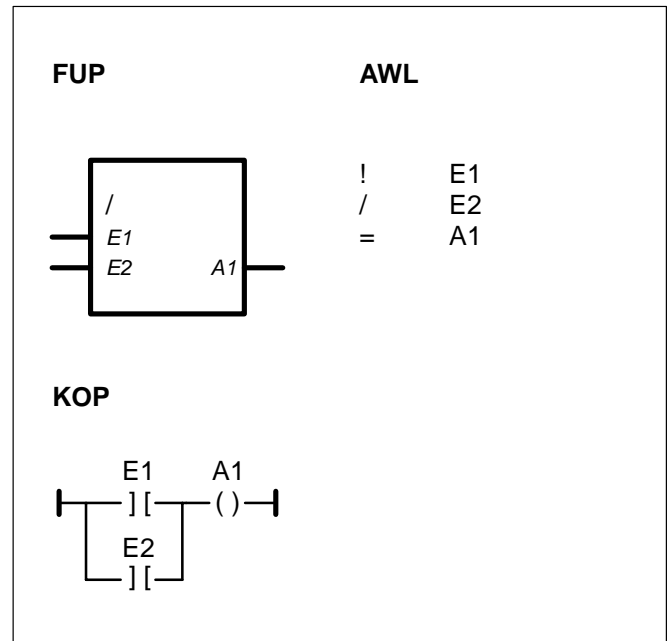 FUP AWL
! E1
/ E2
= A1
/
E1
E2 A1
KOP
E1 A1
] [ ( )
E2
] [